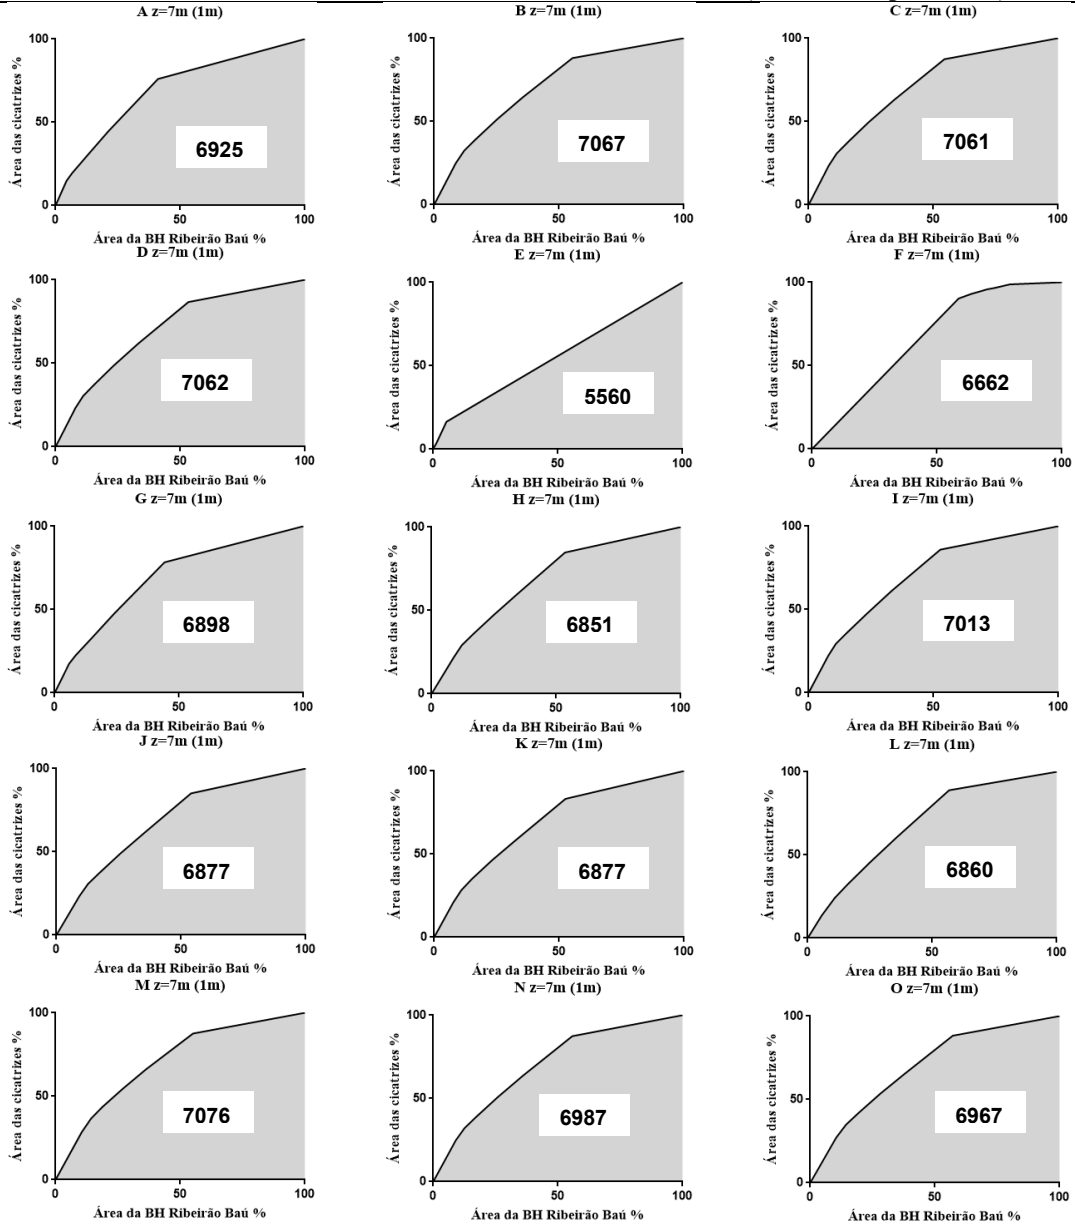 A z=7m (1m)
Área das cicatrizes %
100
50
0
6925
0
50
100
Área da BH Ribeirão Baú %
B z=7m (1m)
Área das cicatrizes %
100
50
0
7067
0
50
100
Área da BH Ribeirão Baú %
C z=7m (1m)
Área das cicatrizes %
100
50
0
7061
0
50
100
Área da BH Ribeirão Baú %
D z=7m (1m)
Área das cicatrizes %
100
50
0
7062
0
50
100
Área da BH Ribeirão Baú %
E z=7m (1m)
Área das cicatrizes %
100
50
0
5560
0
50
100
Área da BH Ribeirão Baú %
F z=7m (1m)
Área das cicatrizes %
100
50
0
6662
0
50
100
Área da BH Ribeirão Baú %
G z=7m (1m)
Área das cicatrizes %
100
50
0
6898
0
50
100
Área da BH Ribeirão Baú %
H z=7m (1m)
Área das cicatrizes %
100
50
0
6851
0
50
100
Área da BH Ribeirão Baú %
I z=7m (1m)
Área das cicatrizes %
100
50
0
7013
0
50
100
Área da BH Ribeirão Baú %
J z=7m (1m)
Área das cicatrizes %
100
50
0
6877
0
50
100
Área da BH Ribeirão Baú %
K z=7m (1m)
Área das cicatrizes %
100
50
0
6877
0
50
100
Área da BH Ribeirão Baú %
L z=7m (1m)
Área das cicatrizes %
100
50
0
6860
0
50
100
Área da BH Ribeirão Baú %
M z=7m (1m)
Área das cicatrizes %
100
50
0
7076
0
50
100
Área da BH Ribeirão Baú %
N z=7m (1m)
Área das cicatrizes %
100
50
0
6987
0
50
100
Área da BH Ribeirão Baú %
O z=7m (1m)
Área das cicatrizes %
100
50
0
6967
0
50
100
Área da BH Ribeirão Baú %